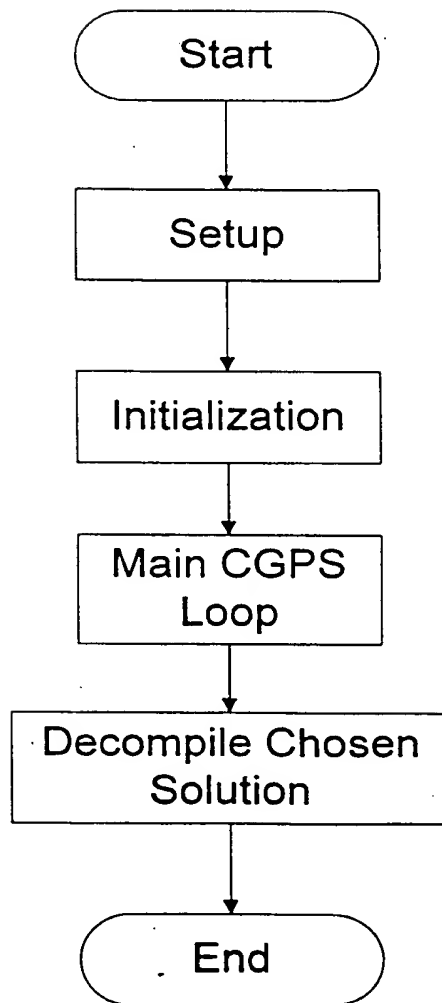 Start
Setup
Initialization
Main CGPS
Loop
Decompile Chosen
Solution
End